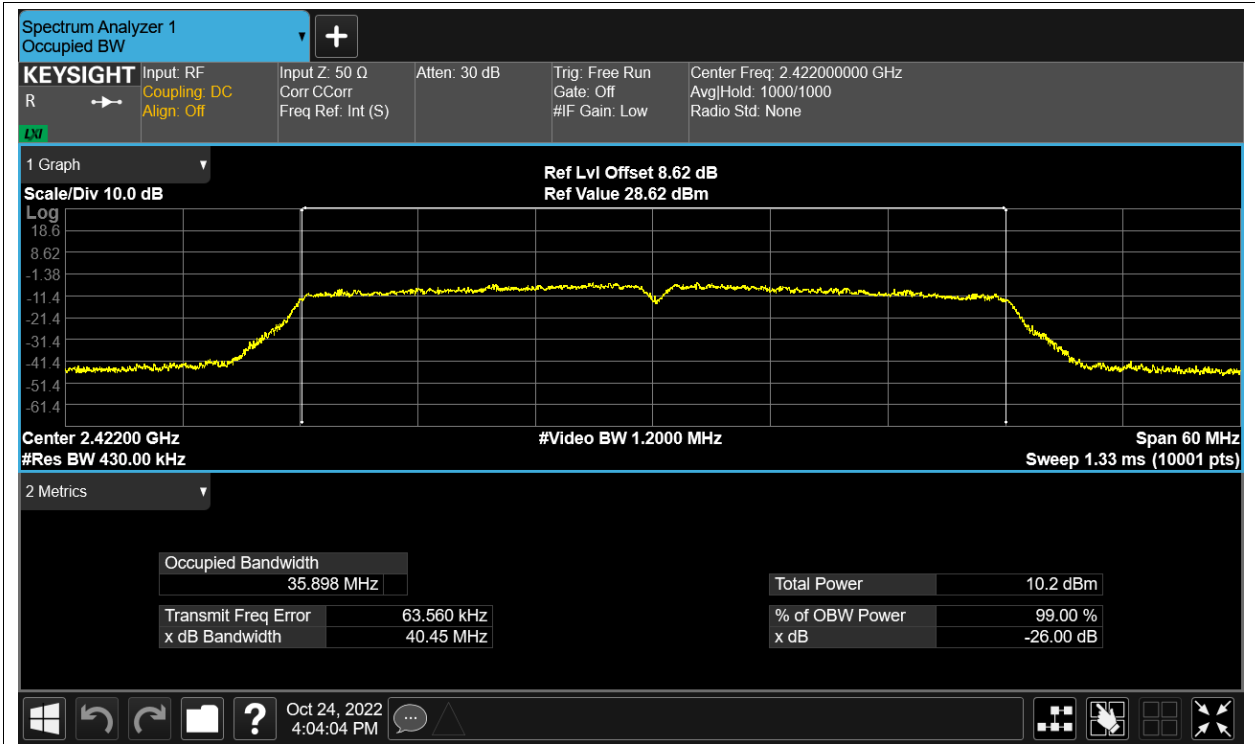 Spectrum Analyzer 1
Occupied BW
KEYSIGHT
R
LXI
Input: RF
Coupling: DC
Align: Off
Input Z: 50 Ω
Corr CCorr
Freq Ref: Int (S)
Atten: 30 dB
Trig: Free Run
Gate: Off
#IF Gain: Low
Center Freq: 2.422000000 GHz
Avg|Hold: 1000/1000
Radio Std: None
1 Graph
Scale/Div 10.0 dB
Ref Lvl Offset 8.62 dB
Ref Value 28.62 dBm
Log
18.6
8.62
-1.38
-11.4
-21.4
-31.4
-41.4
-51.4
-61.4
Center 2.42200 GHz
#Video BW 1.2000 MHz
Span 60 MHz
#Res BW 430.00 kHz
Sweep 1.33 ms (10001 pts)
2 Metrics
Occupied Bandwidth
35.898 MHz
Total Power 10.2 dBm
Transmit Freq Error 63.560 kHz
% of OBW Power 99.00 %
x dB Bandwidth 40.45 MHz
x dB -26.00 dB
?
Oct 24, 2022
4:04:04 PM